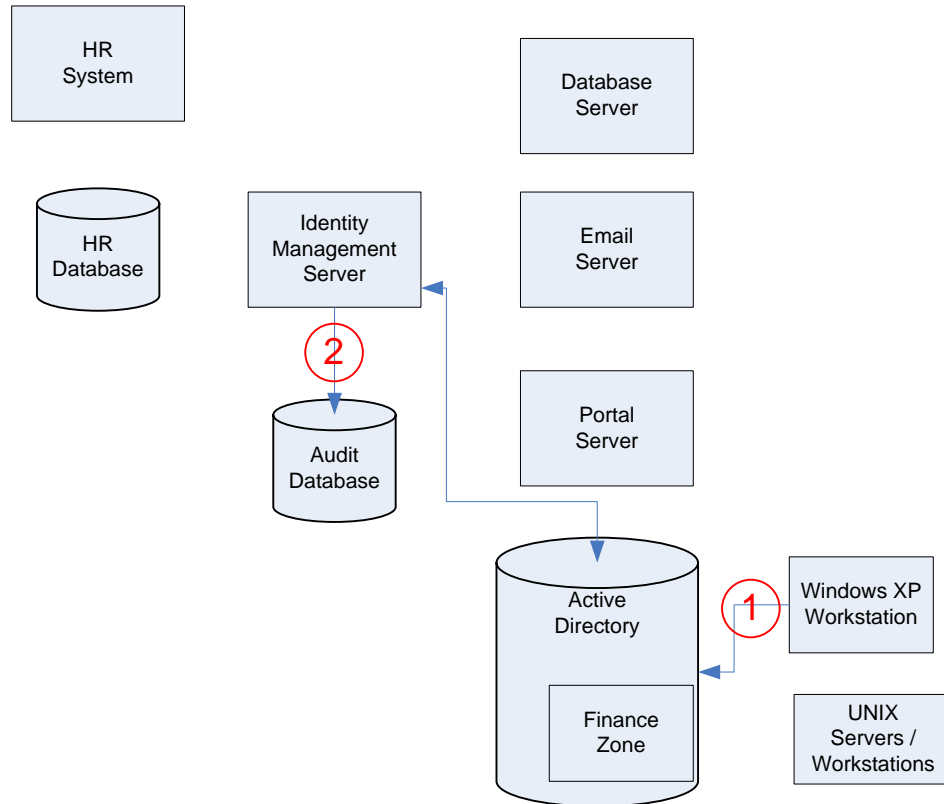 HR
System
Database
Server
HR
Database
Identity
Management
Server
Email
Server
2
Audit
Database
Portal
Server
Active
Directory
1
Windows XP
Workstation
Finance
Zone
UNIX
Servers /
Workstations